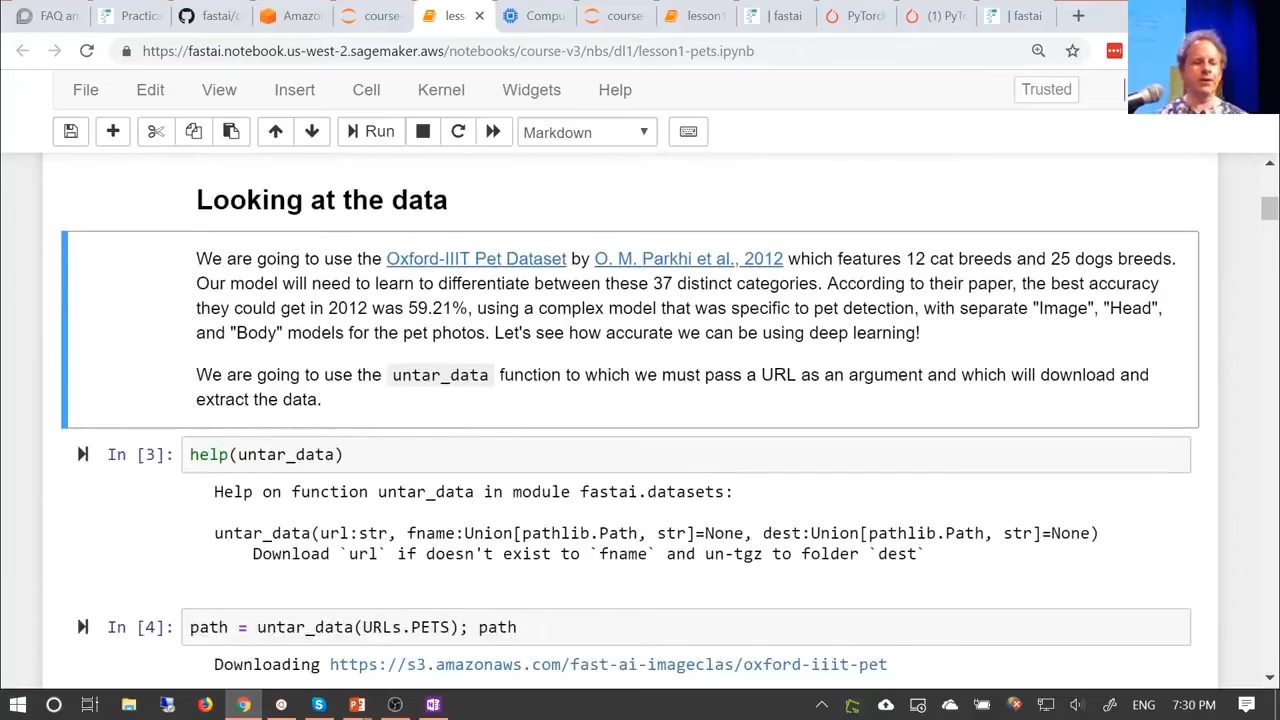 FAQ an
Practica
fastai/c
Amazo
course-
less
Compu
course-
lesson1
| fastai
PyTorch
(1) PyT
| fastai
https://fastai.notebook.us-west-2.sagemaker.aws/notebooks/course-v3/nbs/dl1/lesson1-pets.ipynb
File Edit View Insert Cell Kernel Widgets Help Trusted
Run Markdown
Looking at the data
We are going to use the Oxford-IIIT Pet Dataset by O. M. Parkhi et al., 2012 which features 12 cat breeds and 25 dogs breeds.
Our model will need to learn to differentiate between these 37 distinct categories. According to their paper, the best accuracy
they could get in 2012 was 59.21%, using a complex model that was specific to pet detection, with separate "Image", "Head",
and "Body" models for the pet photos. Let's see how accurate we can be using deep learning!
We are going to use the untar_data function to which we must pass a URL as an argument and which will download and
extract the data.
In [3]: help(untar_data)
Help on function untar_data in module fastai.datasets:
untar_data(url:str, fname:Union[pathlib.Path, str]=None, dest:Union[pathlib.Path, str]=None)
Download `url` if doesn't exist to `fname` and un-tgz to folder `dest`
In [4]: path = untar_data(URLs.PETS); path
Downloading https://s3.amazonaws.com/fast-ai-imageclas/oxford-iiit-pet
ENG 7:30 PM